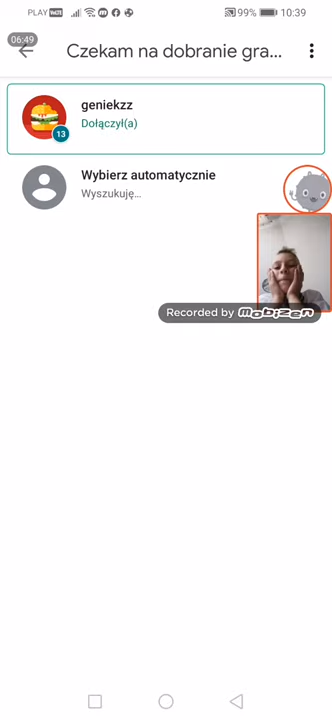 PLAY VoLTE 99% 10:39
06:49
Czekam na dobranie gra...
geniekzz
Dołączył(a)
13
Wybierz automatycznie
Wyszukuję...
Recorded by mobizen